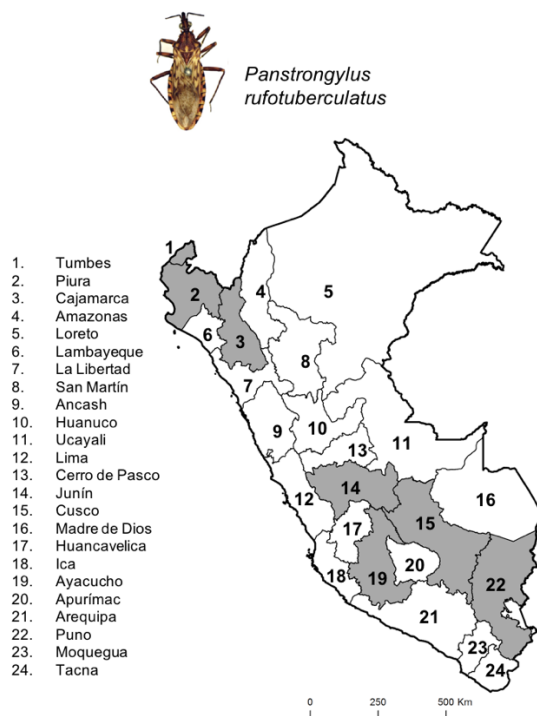 Panstrongylus
rufotuberculatus
1. Tumbes
2. Piura
3. Cajamarca
4. Amazonas
5. Loreto
6. Lambayeque
7. La Libertad
8. San Martín
9. Ancash
10. Huanuco
11. Ucayali
12. Lima
13. Cerro de Pasco
14. Junín
15. Cusco
16. Madre de Dios
17. Huancavelica
18. Ica
19. Ayacucho
20. Apurímac
21. Arequipa
22. Puno
23. Moquegua
24. Tacna
1
2
3
4
5
6
7
8
9
10
11
12
13
14
15
16
17
18
19
20
21
22
23
24
0 250 500 Km